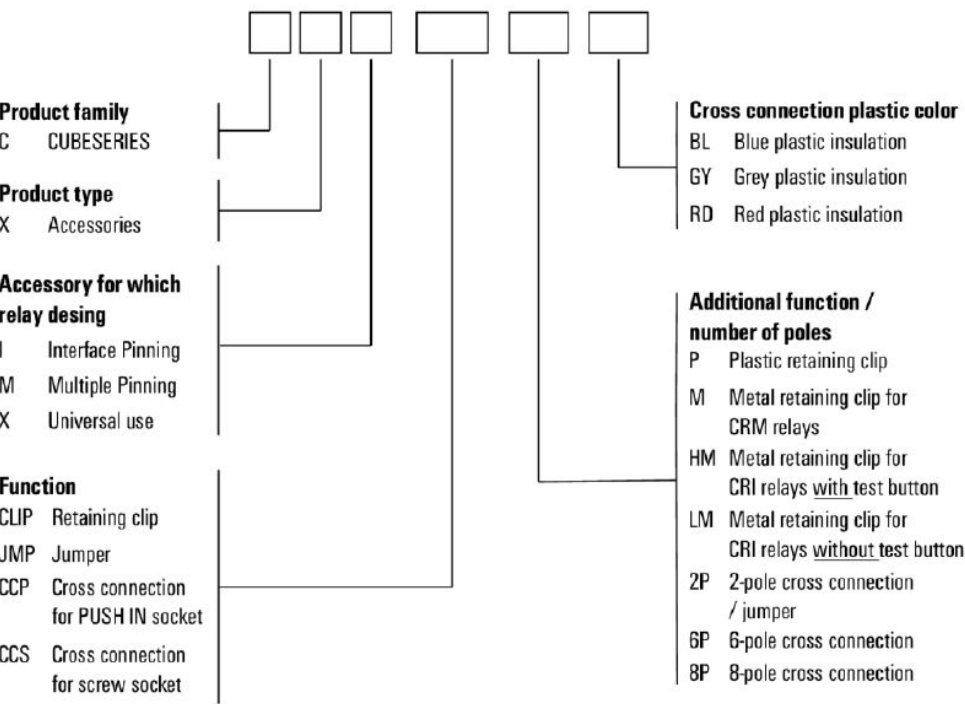 Product family
C CUBESERIES
Product type
X Accessories
Accessory for which
relay desing
I Interface Pinning
M Multiple Pinning
X Universal use
Function
CLIP Retaining clip
JMP Jumper
CCP Cross connection
for PUSH IN socket
CCS Cross connection
for screw socket
Cross connection plastic color
BL Blue plastic insulation
GY Grey plastic insulation
RD Red plastic insulation
Additional function /
number of poles
P Plastic retaining clip
M Metal retaining clip for
CRM relays
HM Metal retaining clip for
CRI relays with test button
LM Metal retaining clip for
CRI relays without test button
2P 2-pole cross connection
/ jumper
6P 6-pole cross connection
8P 8-pole cross connection